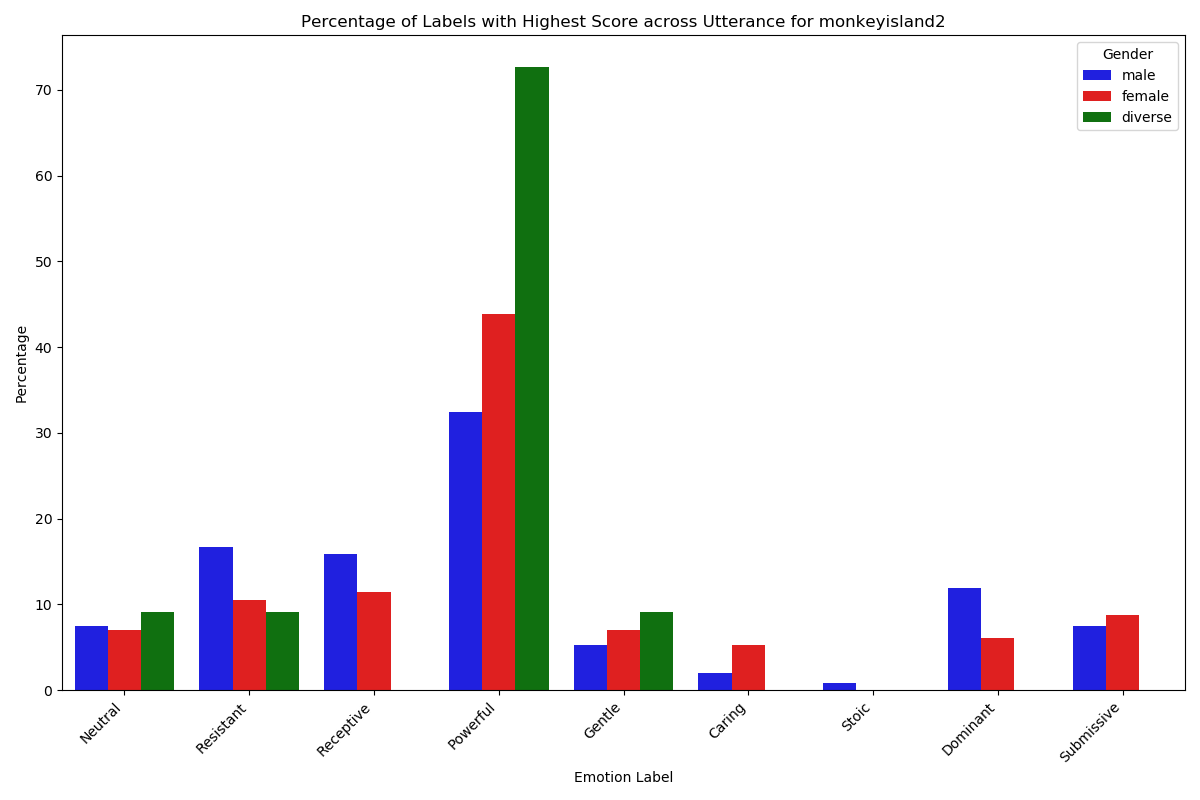 Percentage of Labels with Highest Score across Utterance for monkeyisland2
Gender
male
female
diverse
Percentage
70
60
50
40
30
20
10
0
Neutral
Resistant
Receptive
Powerful
Gentle
Caring
Stoic
Dominant
Submissive
Emotion Label